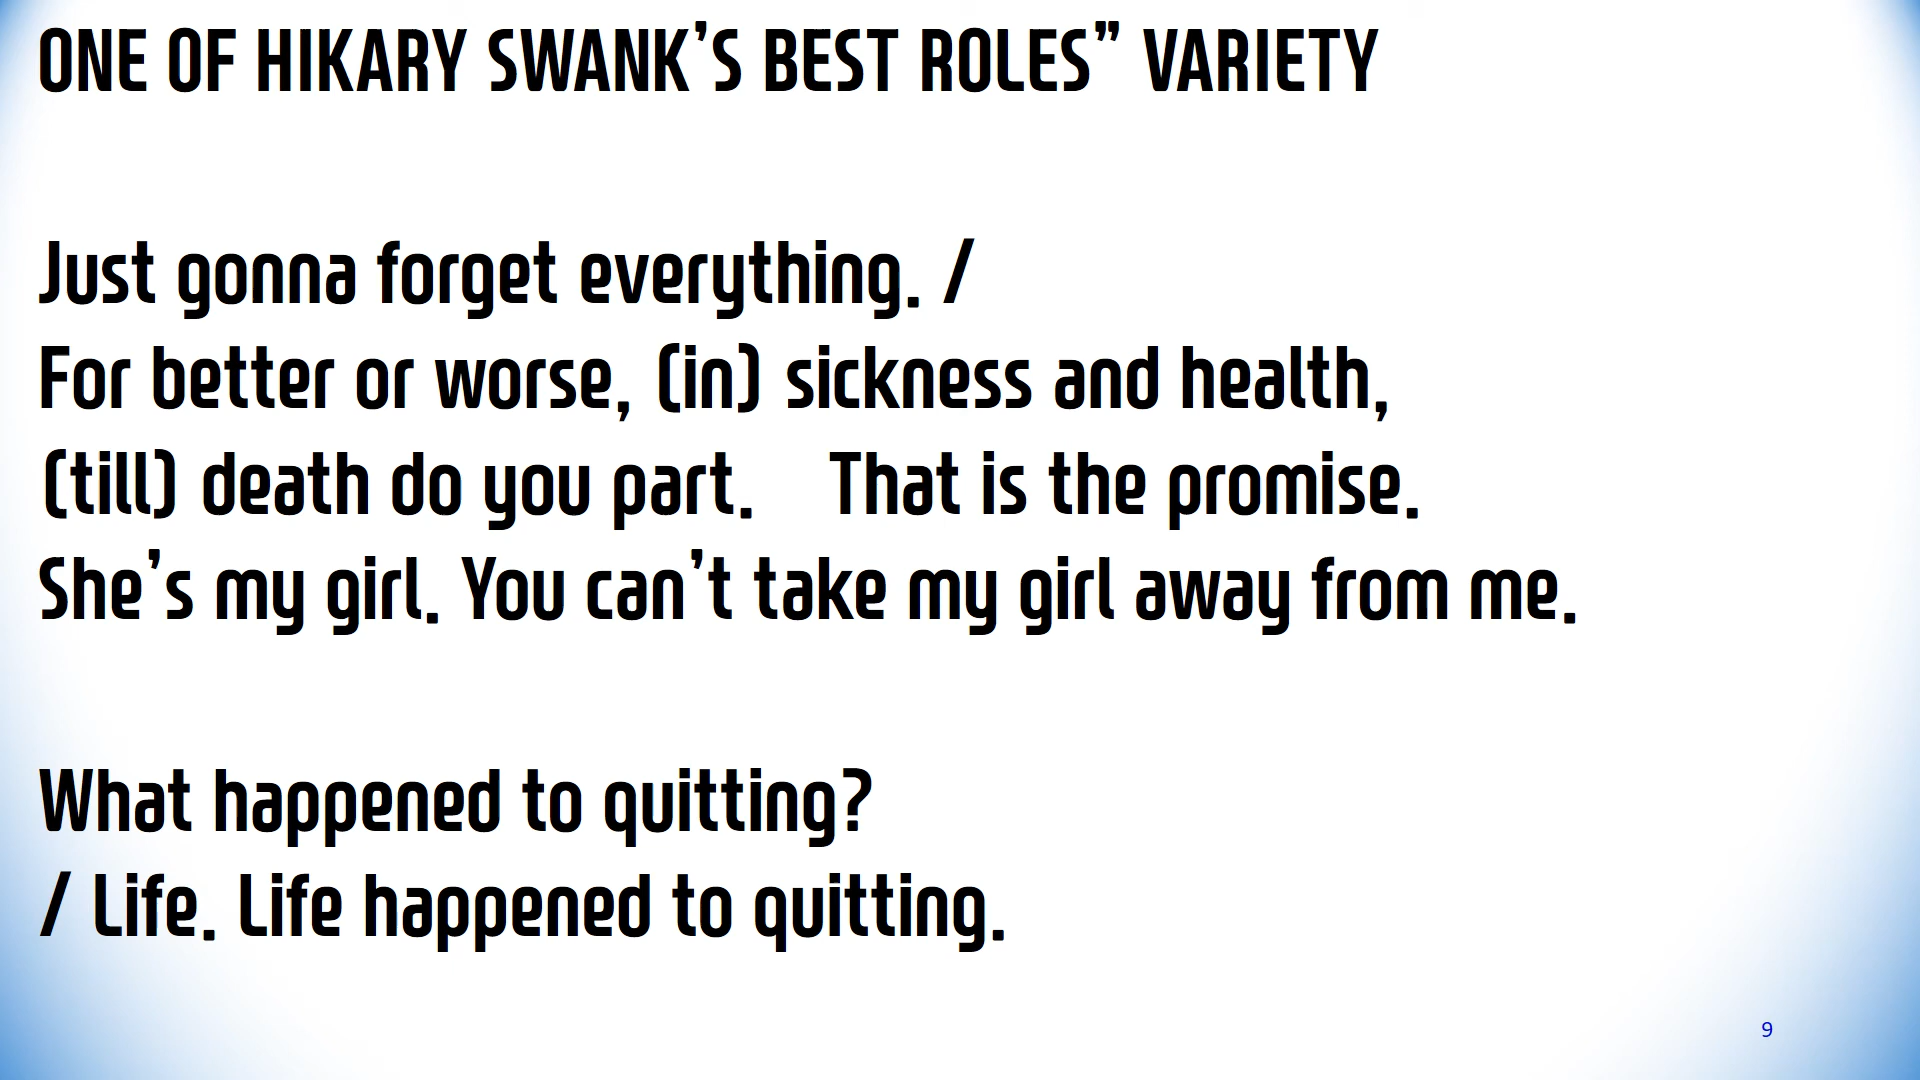 ONE OF HIKARY SWANK’S BEST ROLES” VARIETY
Just gonna forget everything. /
For better or worse, (in) sickness and health,
(till) death do you part.    That is the promise.
She’s my girl. You can’t take my girl away from me.
What happened to quitting?
/ Life. Life happened to quitting.
9